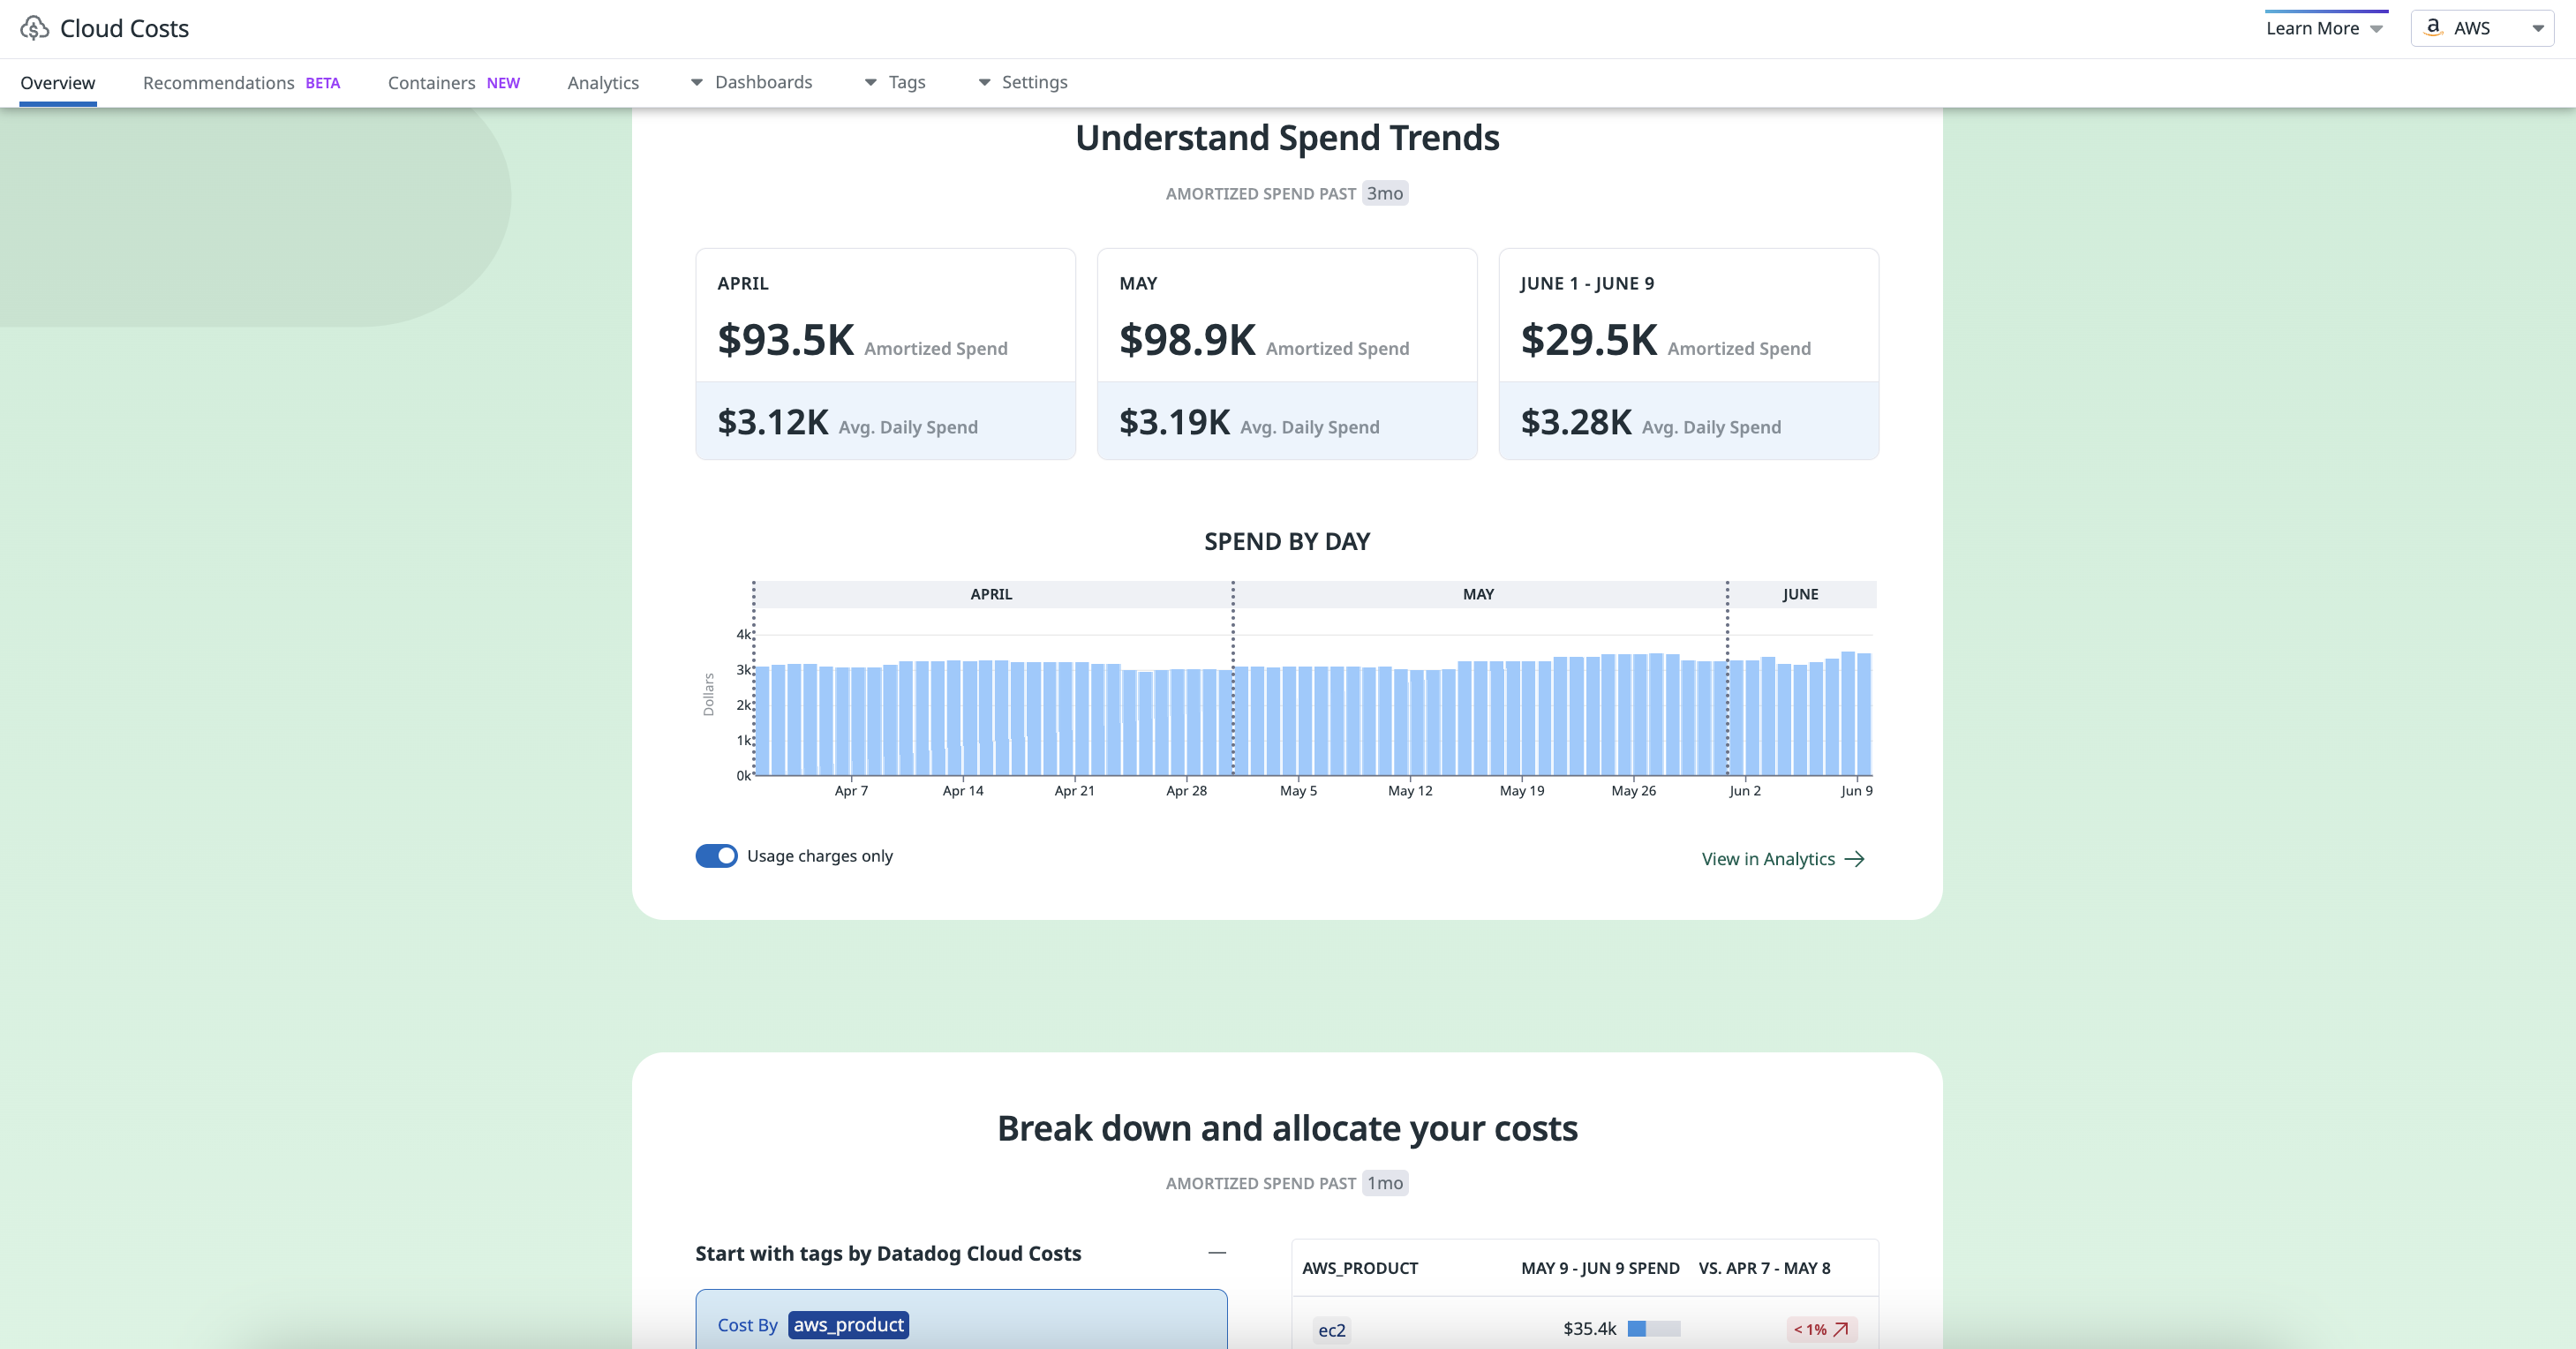 Cloud Costs
Learn More
a AWS
Overview Recommendations BETA Containers NEW Analytics Dashboards Tags Settings
Understand Spend Trends
AMORTIZED SPEND PAST 3mo
APRIL
$93.5K Amortized Spend
$3.12K Avg. Daily Spend
MAY
$98.9K Amortized Spend
$3.19K Avg. Daily Spend
JUNE 1 - JUNE 9
$29.5K Amortized Spend
$3.28K Avg. Daily Spend
SPEND BY DAY
APRIL MAY JUNE
Dollars
4k
3k
2k
1k
0k
Apr 7 Apr 14 Apr 21 Apr 28 May 5 May 12 May 19 May 26 Jun 2 Jun 9
Usage charges only
View in Analytics
Break down and allocate your costs
AMORTIZED SPEND PAST 1mo
Start with tags by Datadog Cloud Costs
Cost By aws_product
AWS_PRODUCT MAY 9 - JUN 9 SPEND VS. APR 7 - MAY 8
ec2 $35.4k < 1%